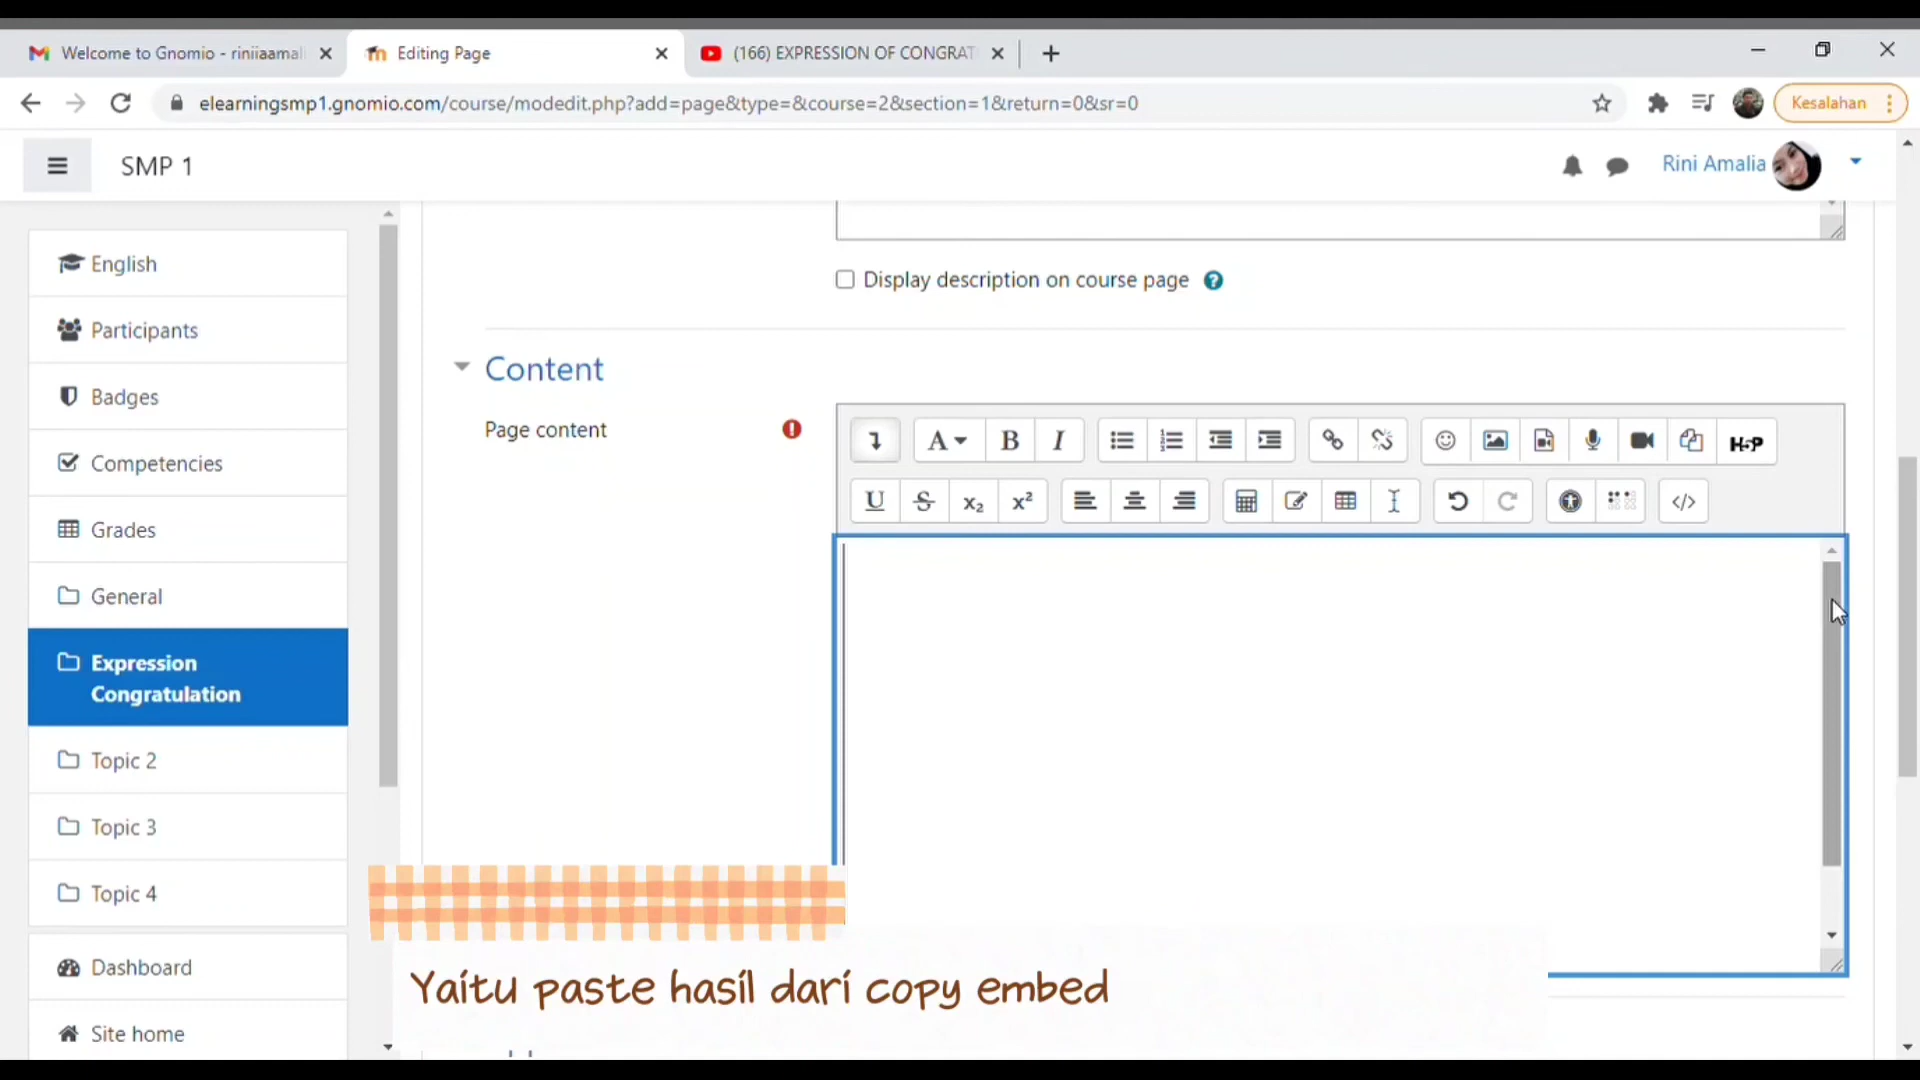 Welcome to Gnomio - riniiaamal
Editing Page
(166) EXPRESSION OF CONGRAT
elearningsmp1.gnomio.com/course/modedit.php?add=page&type=&course=2&section=1&return=0&sr=0
Kesalahan
SMP 1
Rini Amalia
English
Participants
Badges
Competencies
Grades
General
Expression
Congratulation
Topic 2
Topic 3
Topic 4
Dashboard
Site home
Display description on course page
Content
Page content
A B I
H5P
U S x₂ x²
Yaitu paste hasil dari copy embed